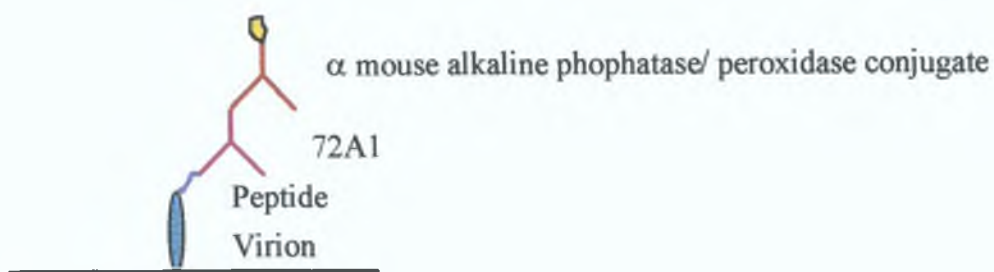 α mouse alkaline phophatase/ peroxidase conjugate
72A1
Peptide
Virion